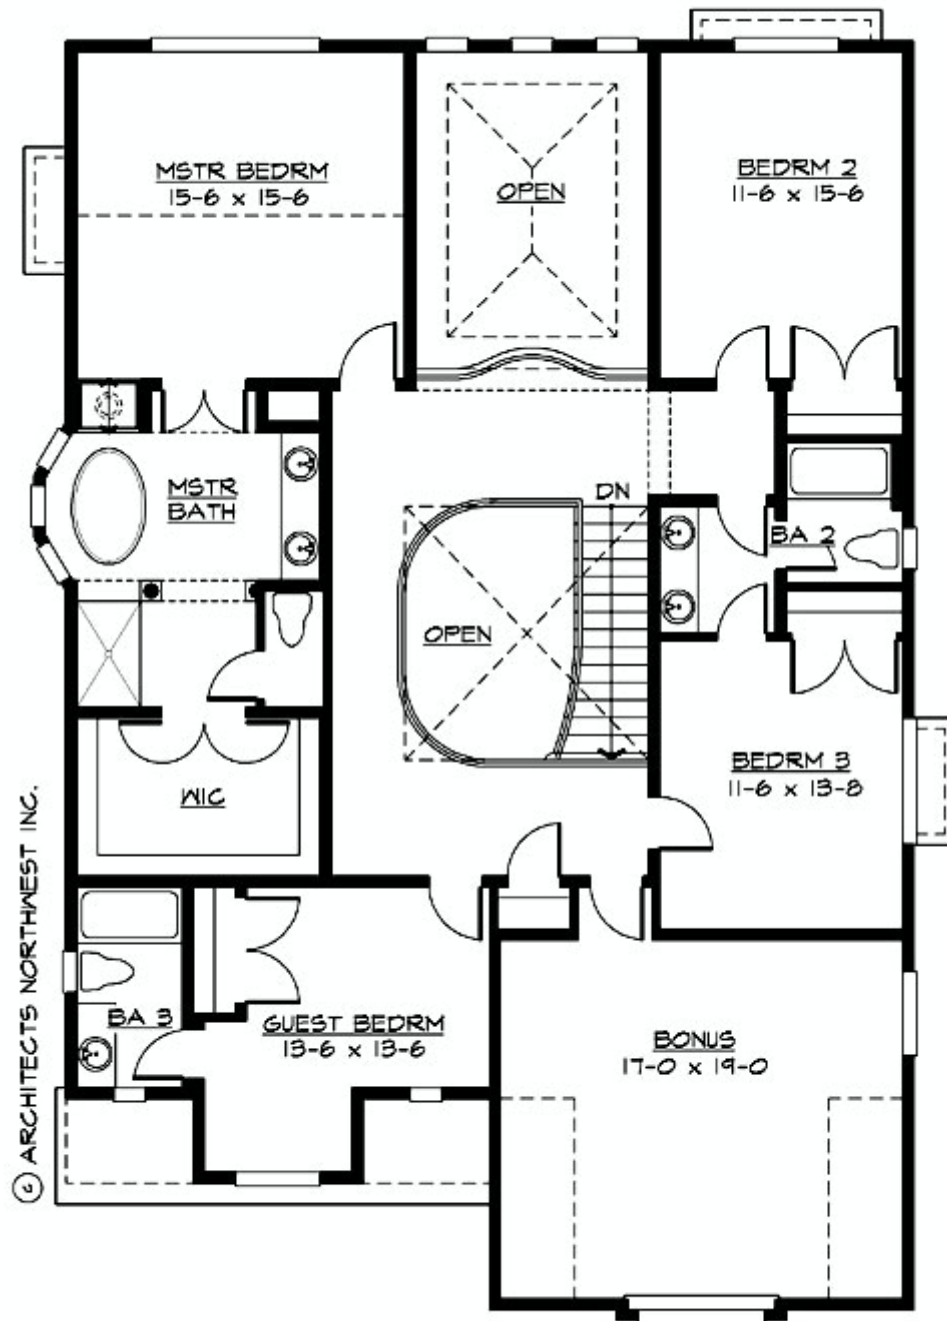 MSTR BEDRM
15-6 x 15-6
OPEN
BEDRM 2
11-6 x 15-6
MSTR
BATH
DN
BA 2
OPEN
BEDRM 3
11-6 x 13-8
WIC
BA 3
GUEST BEDRM
13-6 x 13-6
BONUS
17-0 x 19-0
© ARCHITECTS NORTHWEST INC.